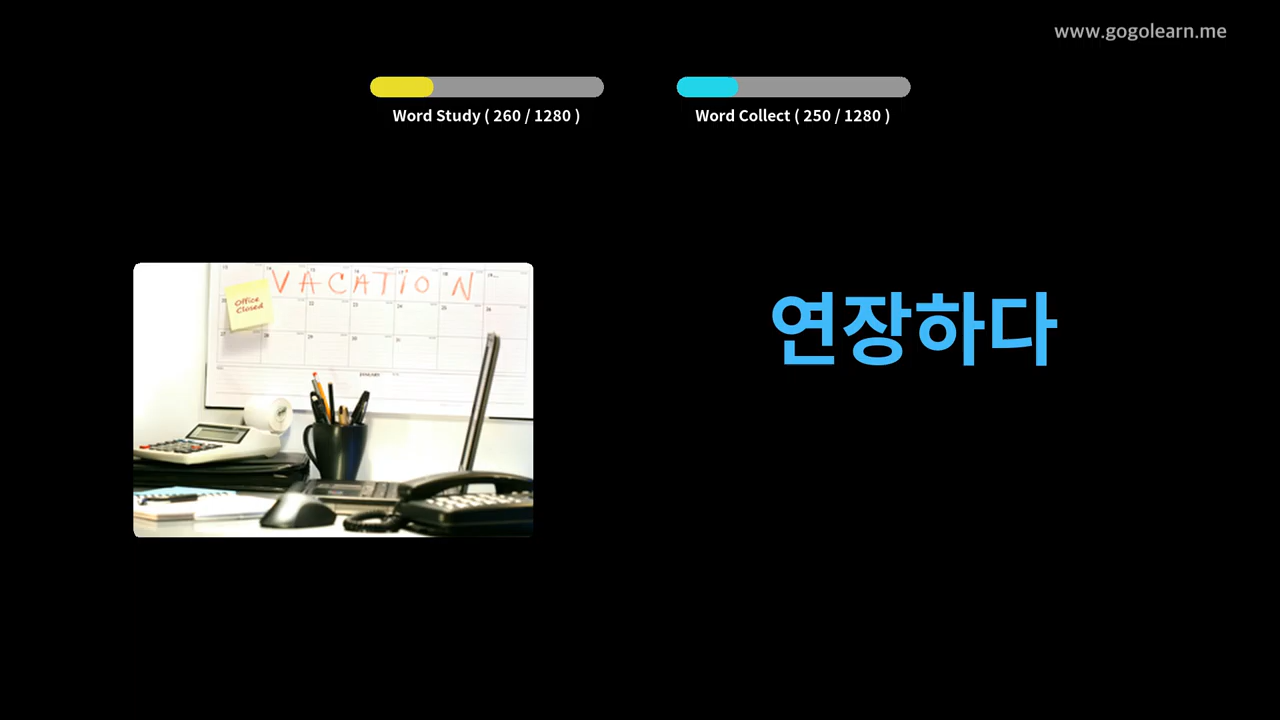 www.gogolearn.me
Word Study ( 260 / 1280 )
Word Collect ( 250 / 1280 )
VACATION
Office
Closed
연장하다